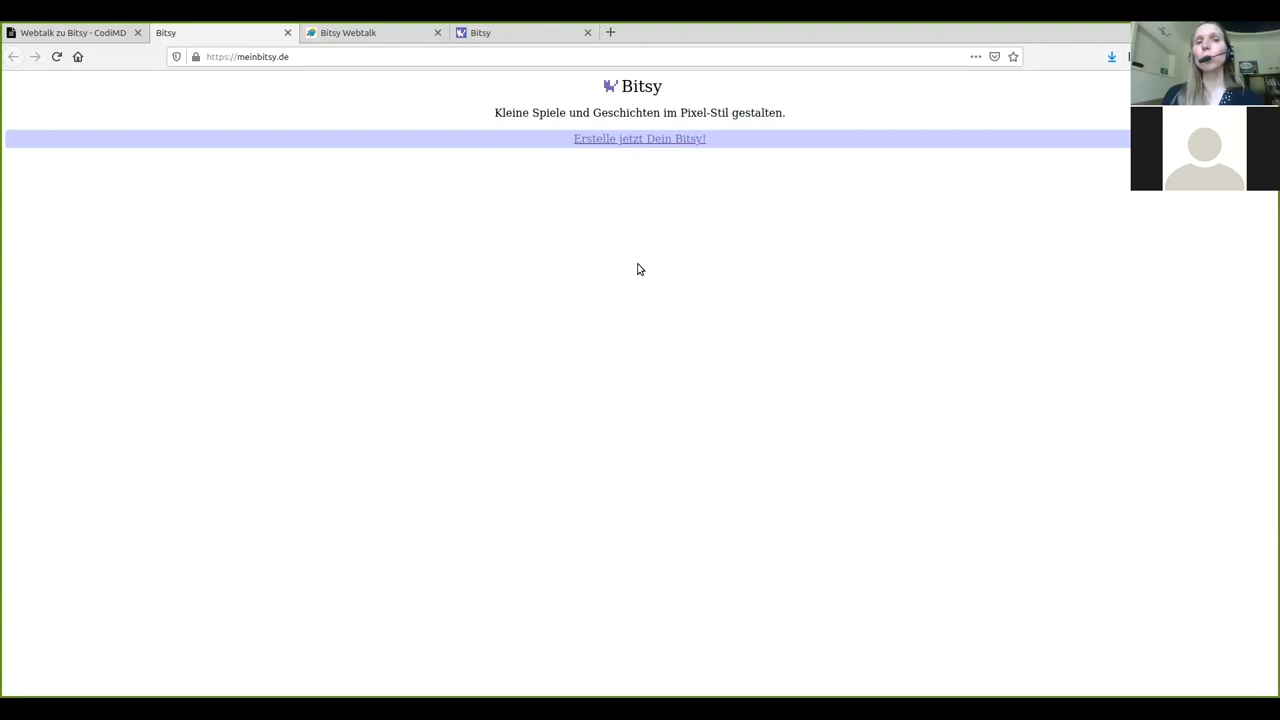 Webtalk zu Bitsy - CodiMD
Bitsy
Bitsy Webtalk
Bitsy
https://meinbitsy.de
Bitsy
Kleine Spiele und Geschichten im Pixel-Stil gestalten.
Erstelle jetzt Dein Bitsy!